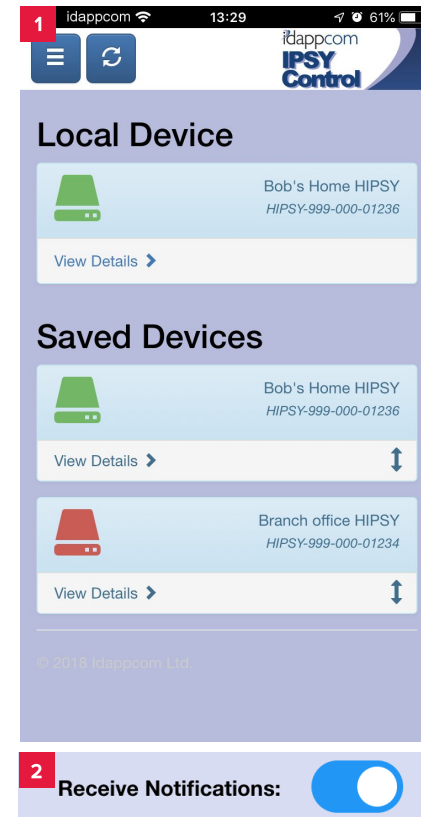 1
idappcom 13:29 61%
idappcom
IPSY
Control
Local Device
Bob's Home HIPSY
HIPSY-999-000-01236
View Details
Saved Devices
Bob's Home HIPSY
HIPSY-999-000-01236
View Details
Branch office HIPSY
HIPSY-999-000-01234
View Details
© 2018 Idappcom Ltd.
2
Receive Notifications: